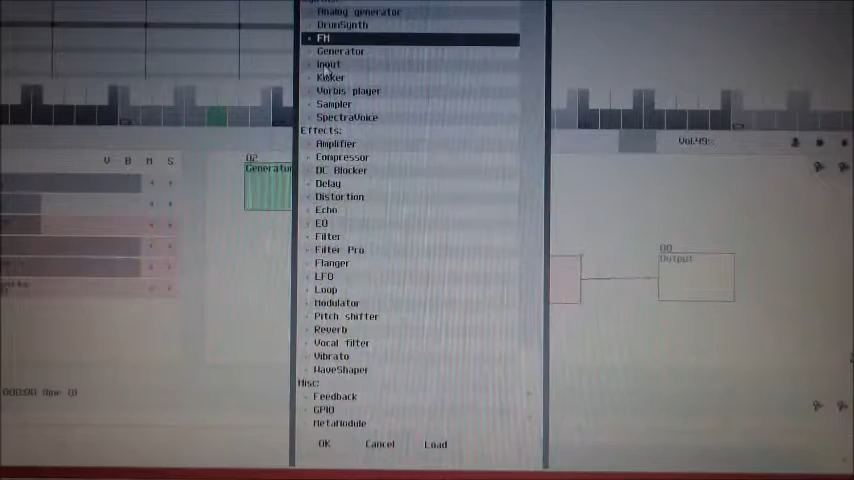 Analog generator
DrumSynth
FM
Generator
Input
Kicker
Vorbis player
Sampler
SpectraVoice
Effects:
Amplifier
Compressor
DC Blocker
Delay
Distortion
Echo
EQ
Filter
Filter Pro
Flanger
LFO
Loop
Modulator
Pitch shifter
Reverb
Vocal filter
Vibrato
WaveShaper
Misc:
Feedback
GPIO
MetaModule
OK Cancel Load
V B M S
02
Generator
00
Output